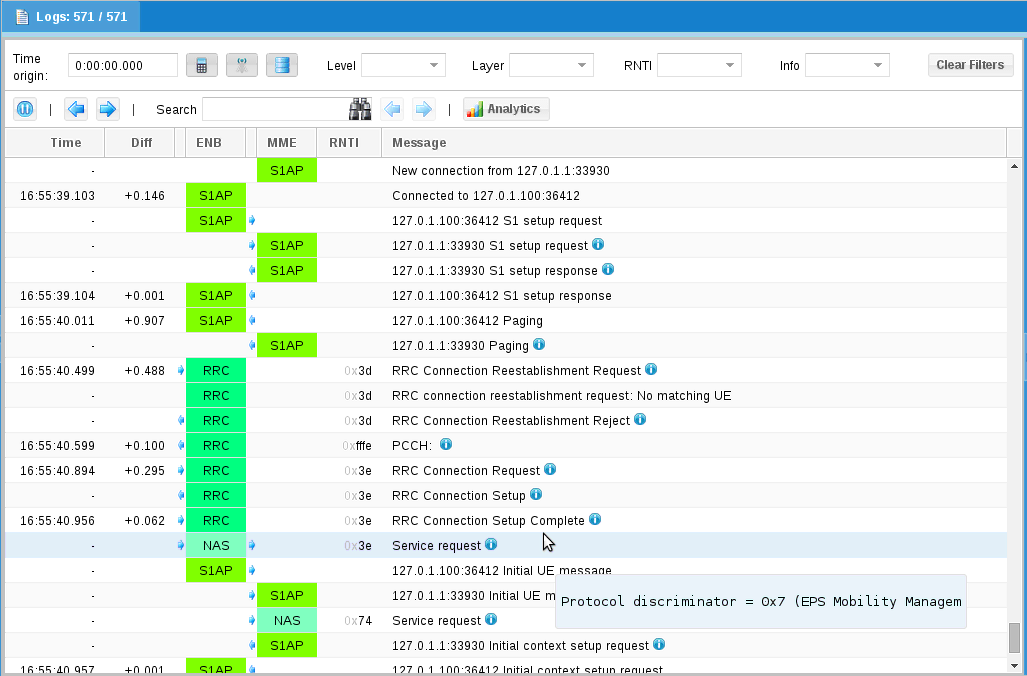 Logs: 571 / 571
Time origin: 0:00:00.000 Level Layer RNTI Info Clear Filters
| | Search | Analytics
Time Diff ENB MME RNTI Message
- S1AP New connection from 127.0.1.1:33930
16:55:39.103 +0.146 S1AP Connected to 127.0.1.100:36412
- S1AP 127.0.1.100:36412 S1 setup request
- S1AP 127.0.1.1:33930 S1 setup request
- S1AP 127.0.1.1:33930 S1 setup response
16:55:39.104 +0.001 S1AP 127.0.1.100:36412 S1 setup response
16:55:40.011 +0.907 S1AP 127.0.1.100:36412 Paging
- S1AP 127.0.1.1:33930 Paging
16:55:40.499 +0.488 RRC 0x3d RRC Connection Reestablishment Request
- RRC 0x3d RRC connection reestablishment request: No matching UE
- RRC 0x3d RRC Connection Reestablishment Reject
16:55:40.599 +0.100 RRC 0xfffe PCCH:
16:55:40.894 +0.295 RRC 0x3e RRC Connection Request
- RRC 0x3e RRC Connection Setup
16:55:40.956 +0.062 RRC 0x3e RRC Connection Setup Complete
- NAS 0x3e Service request
- S1AP 127.0.1.100:36412 Initial UE message
- S1AP 127.0.1.1:33930 Initial UE m
Protocol discriminator = 0x7 (EPS Mobility Managem
- NAS 0x74 Service request
- S1AP 127.0.1.1:33930 Initial context setup request
16:55:40.957 +0.001 S1AP 127.0.1.100:36412 Initial context setup request